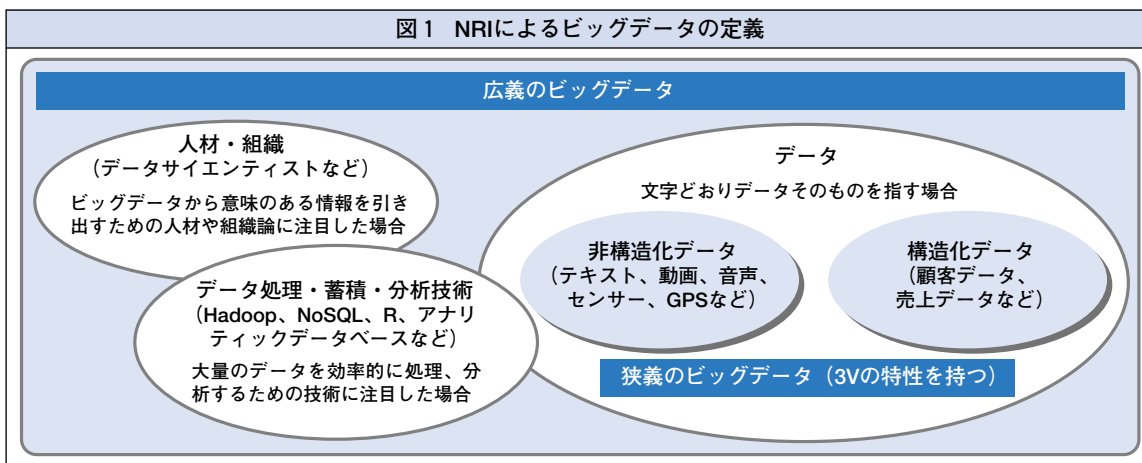 図1 NRIによるビッグデータの定義
広義のビッグデータ
人材・組織
（データサイエンティストなど）
ビッグデータから意味のある情報を引き
出すための人材や組織論に注目した場合
データ処理・蓄積・分析技術
（Hadoop、NoSQL、R、アナリ
ティックデータベースなど）
大量のデータを効率的に処理、分
析するための技術に注目した場合
データ
文字どおりデータそのものを指す場合
非構造化データ
（テキスト、動画、音声、
センサー、GPSなど）
構造化データ
（顧客データ、
売上データなど）
狭義のビッグデータ（3Vの特性を持つ）